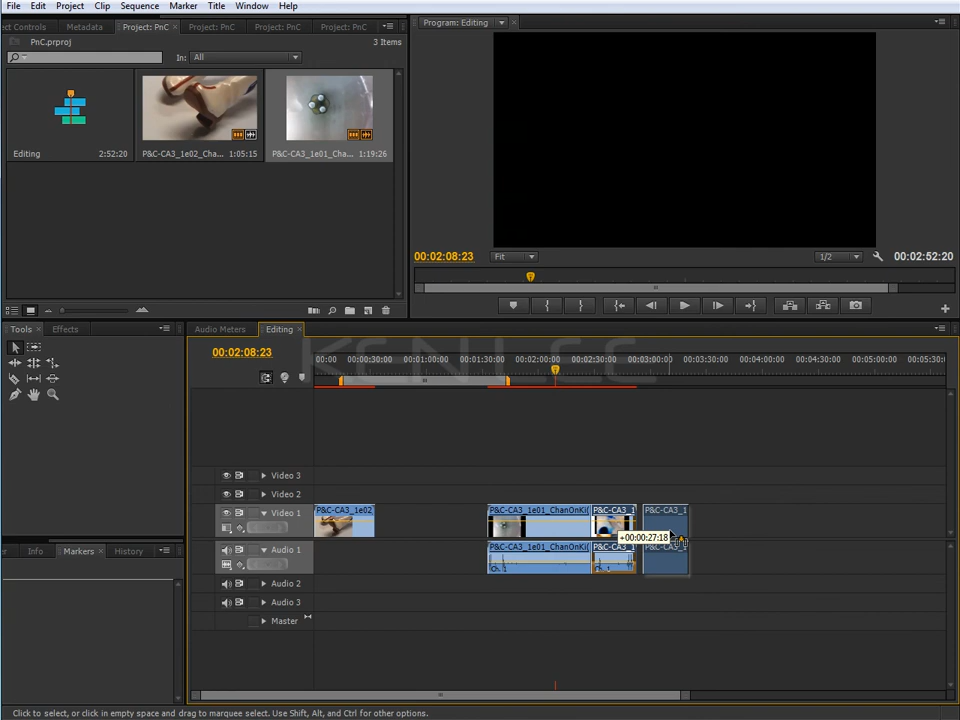 File Edit Project Clip Sequence Marker Title Window Help
ect Controls Metadata Project: PnC Project: PnC Project: PnC Project: PnC
PnC.prproj 3 Items
In: All
Editing 2:52:20 P&C-CA3_1e02_Cha... 1:05:15 P&C-CA3_1e01_Cha... 1:19:26
Program: Editing
00:02:08:23 Fit 1/2 00:02:52:20
Tools Effects Audio Meters Editing
KEN LEE
00:02:08:23
00:00 00:00:30:00 00:01:00:00 00:01:30:00 00:02:00:00 00:02:30:00 00:03:00:00 00:03:30:00 00:04:00:00 00:04:30:00 00:05:00:00 00:05:30:0
Video 3
Video 2
Video 1 P&C-CA3_1e02 P&C-CA3_1e01_ChanOnKi( P&C-CA3_1 P&C-CA3_1
+00:00:27:18
Audio 1 P&C-CA3_1e01_ChanOnKi( P&C-CA3_1 P&C-CA3_1
Ch. 1 Ch. 1
Audio 2
Audio 3
Master
Info Markers History
Click to select, or click in empty space and drag to marquee select. Use Shift, Alt, and Ctrl for other options.